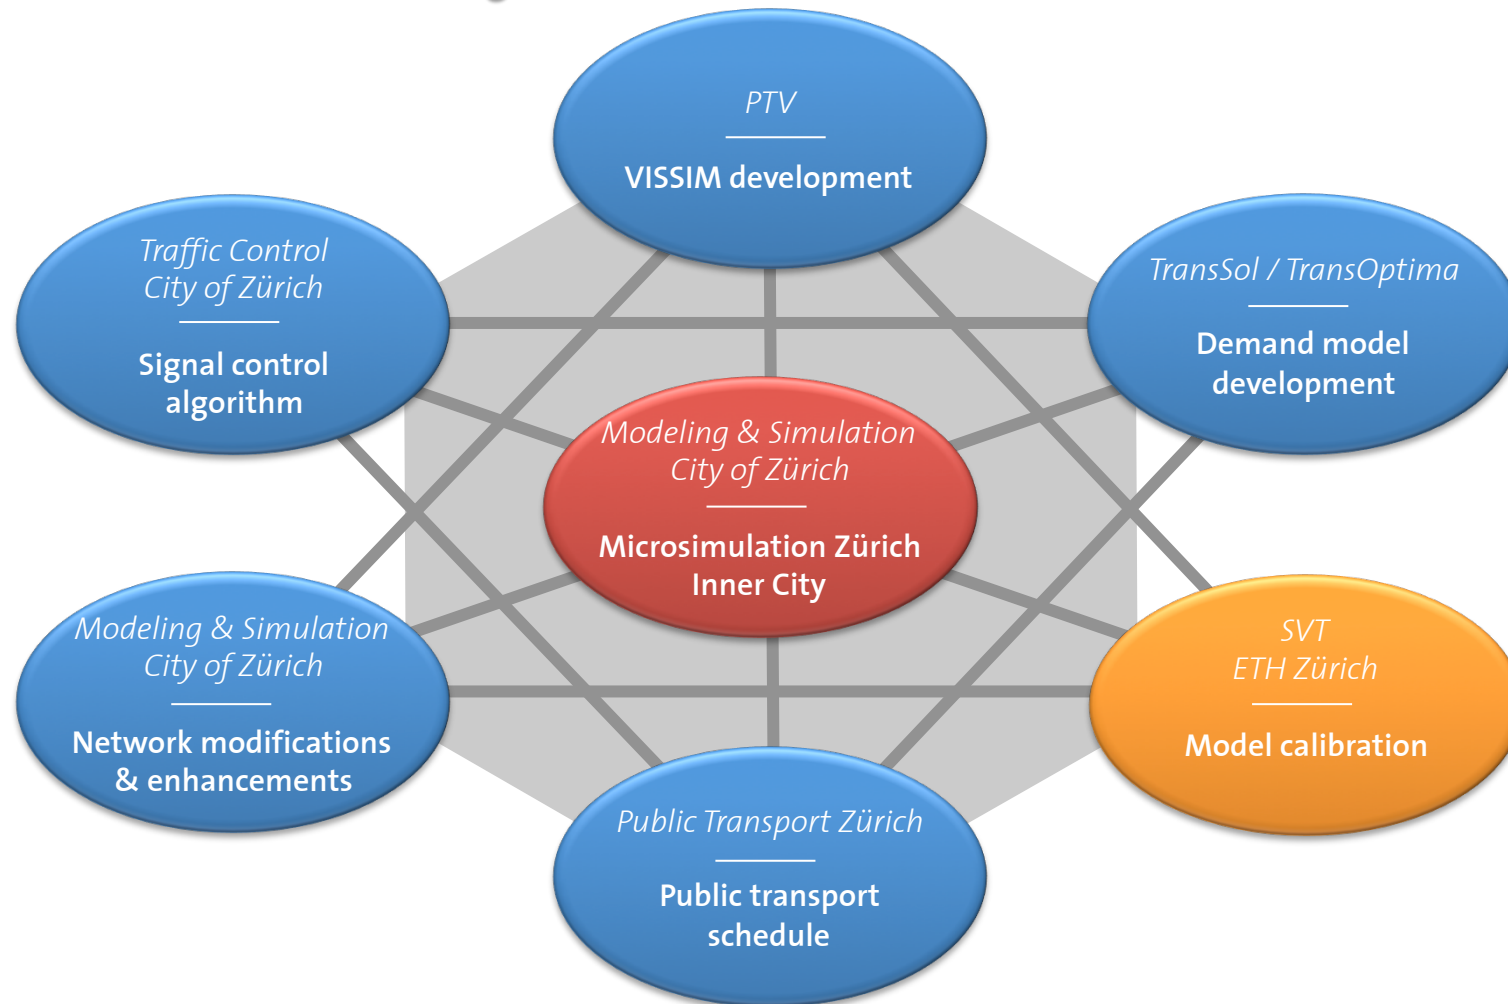 PTV
VISSIM development
Traffic Control
City of Zürich
Signal control
algorithm
TransSol / TransOptima
Demand model
development
Modeling & Simulation
City of Zürich
Microsimulation Zürich
Inner City
Modeling & Simulation
City of Zürich
Network modifications
& enhancements
SVT
ETH Zürich
Model calibration
Public Transport Zürich
Public transport
schedule